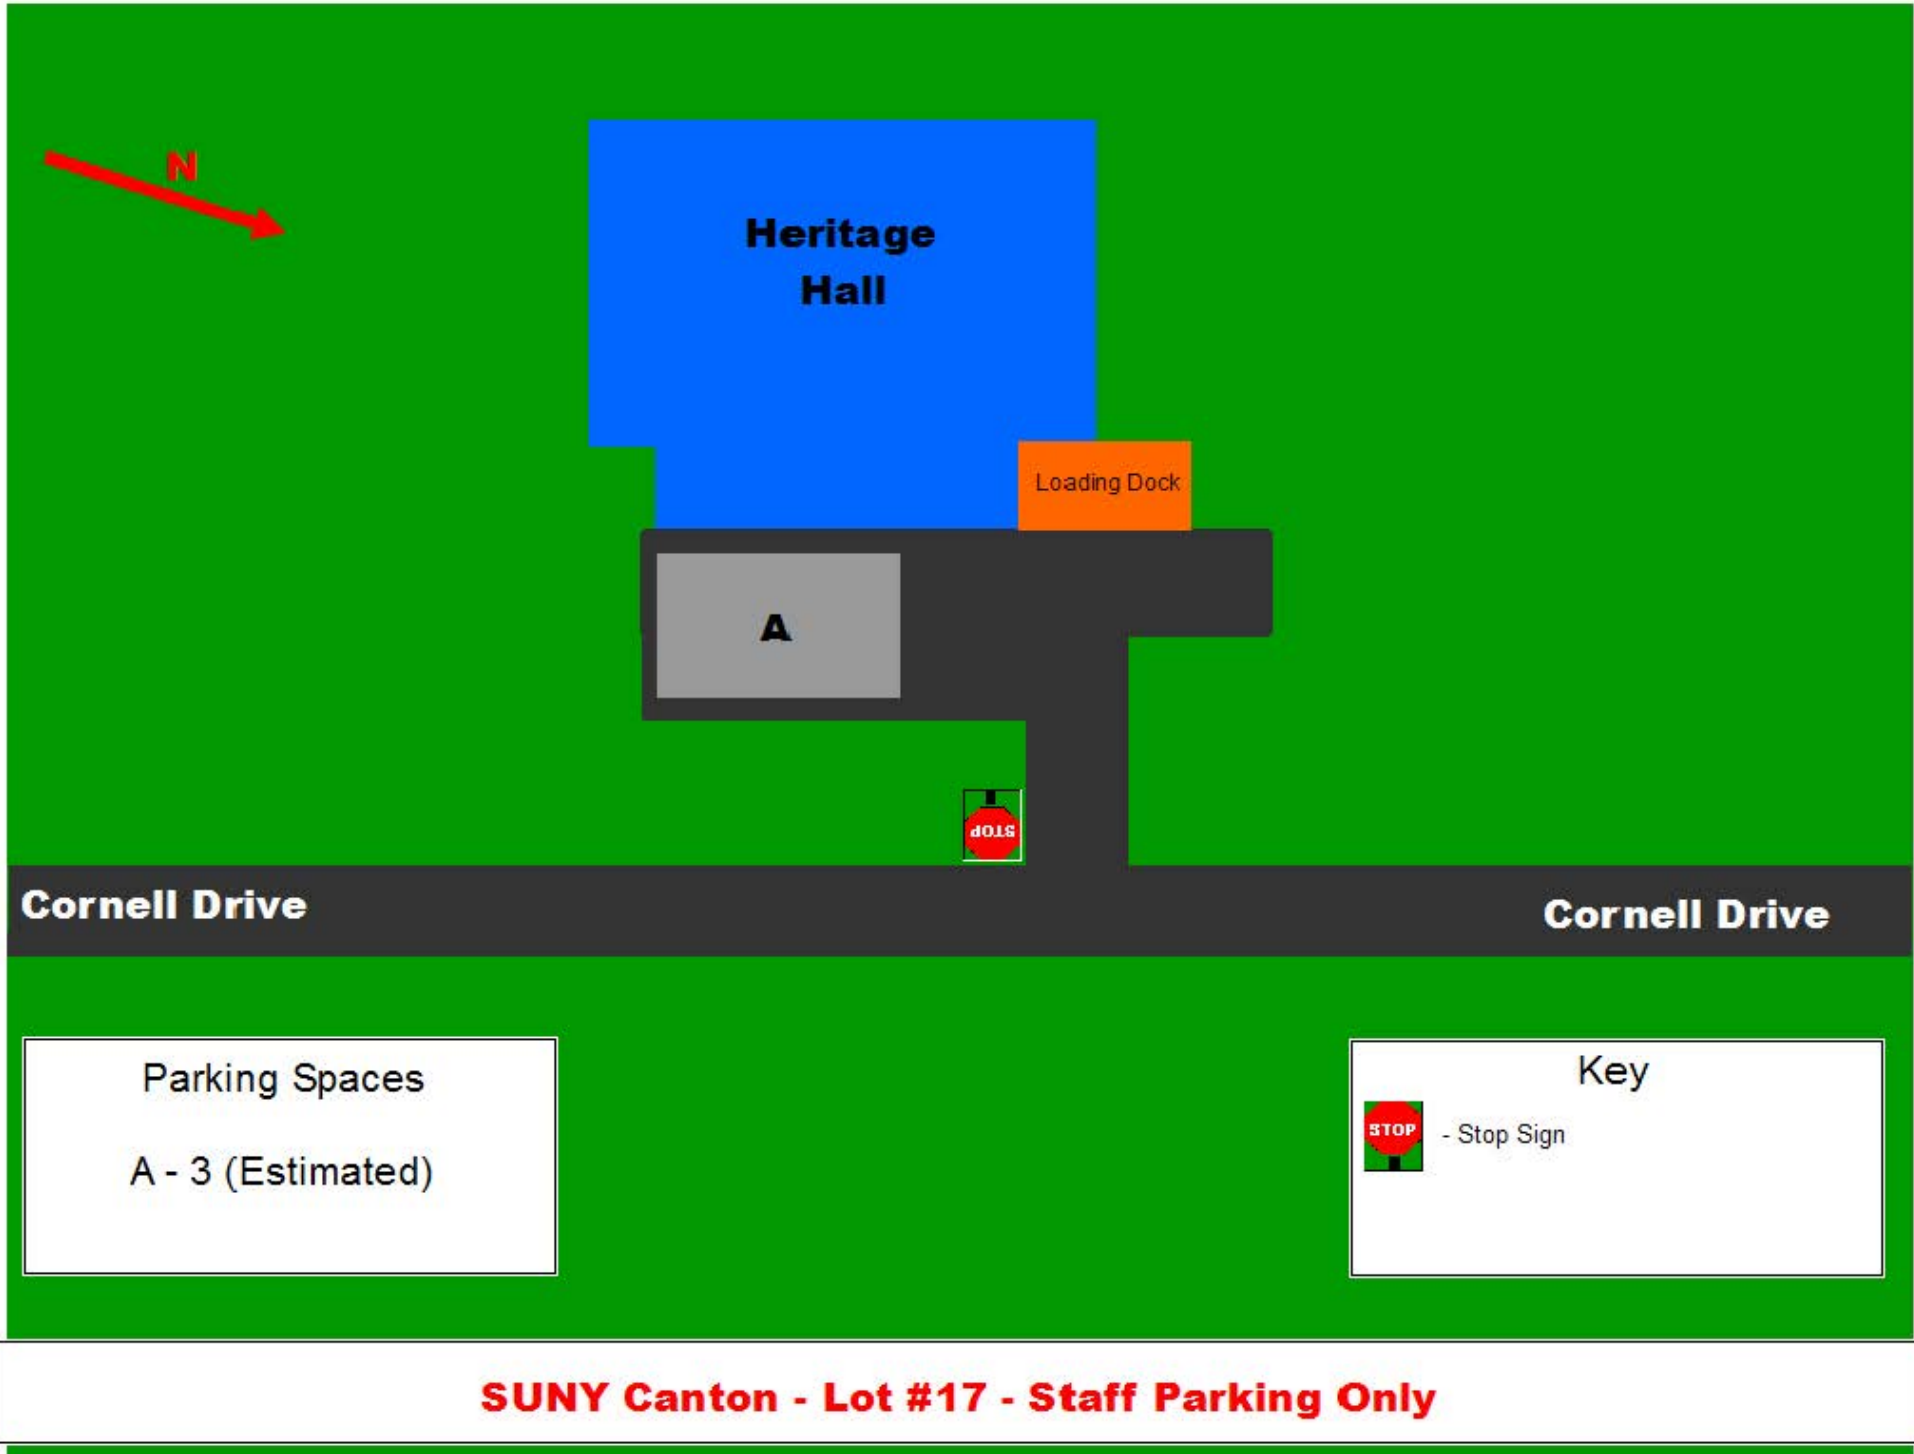 N
Heritage
Hall
Loading Dock
A
STOP
Cornell Drive
Cornell Drive
Parking Spaces
A - 3 (Estimated)
Key
STOP
- Stop Sign
SUNY Canton - Lot #17 - Staff Parking Only